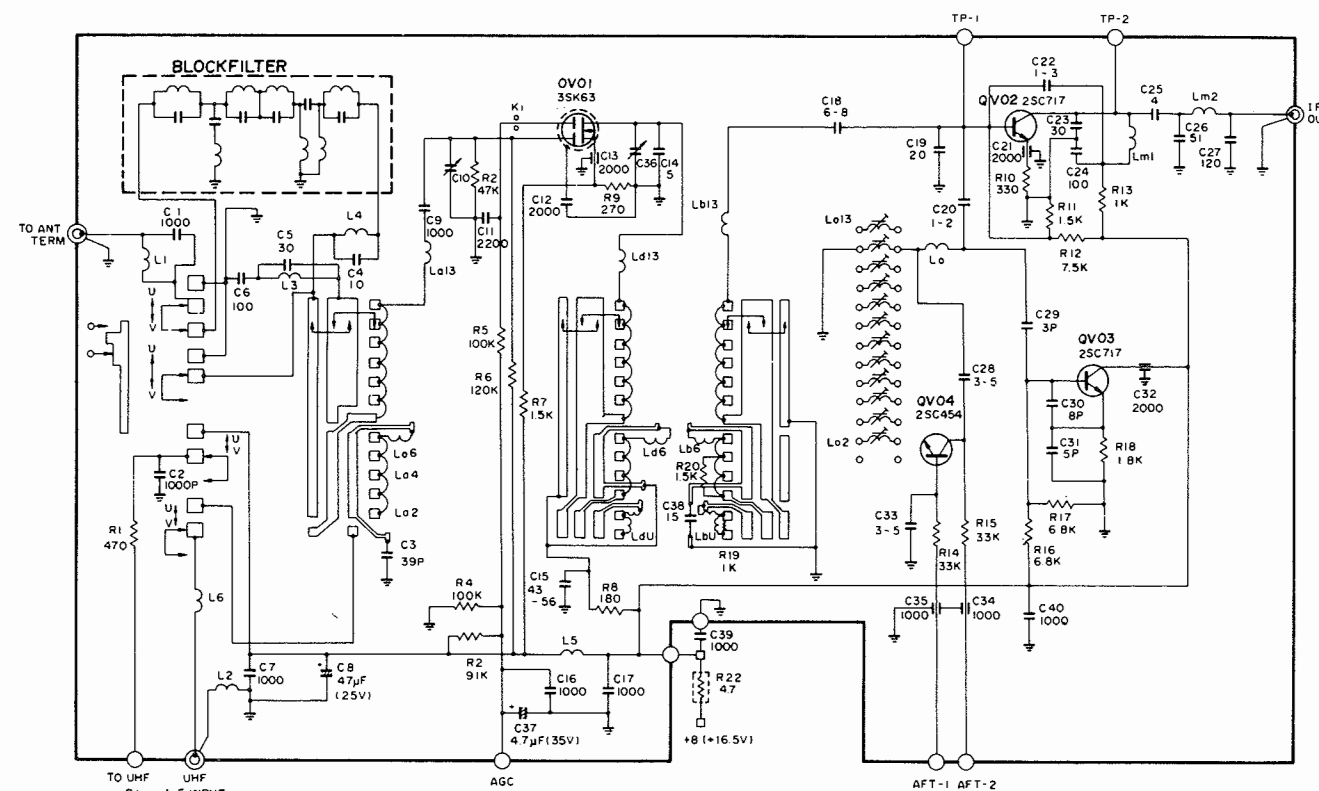 TP-1
TP-2
BLOCKFILTER
QV01
3SK63
K1
C22
1-3
QV02
2SC717
C25
4
Lm2
IF
C18
6-8
C23
30
C21
2000
Lm1
C26
51
C27
120
C19
20
C24
100
R10
330
R13
1K
R11
1.5K
R12
7.5K
C10
R2
47K
C13
2000
C36
C14
5
C12
2000
R9
270
C11
2200
C9
1000
La13
TO ANT
TERM
C1
1000
L1
L4
C5
30
C4
10
L3
C6
100
U
V
U
V
Ld13
Lb13
Lo13
Lo
C20
1-2
R5
100K
R6
120K
R7
1.5K
C29
3P
QV03
2SC717
C28
3-5
C32
2000
QV04
2SC454
C30
8P
C31
5P
R18
1.8K
Lo2
La6
La4
La2
Ld6
Lb6
R20
1.5K
C38
15
LdU
LbU
R19
1K
U
V
C2
1000P
U
V
R1
470
C3
39P
C33
3-5
R14
33K
R15
33K
R17
6.8K
R16
6.8K
C15
43
-56
R8
180
R4
100K
C35
1000
C34
1000
C40
1000
L6
L2
C7
1000
C8
47µF
(25V)
R2
91K
L5
C16
1000
C17
1000
C39
1000
R22
4.7
C37
4.7µF(35V)
+8 (+16.5V)
TO UHF
UHF
AGC
AFT-1 AFT-2